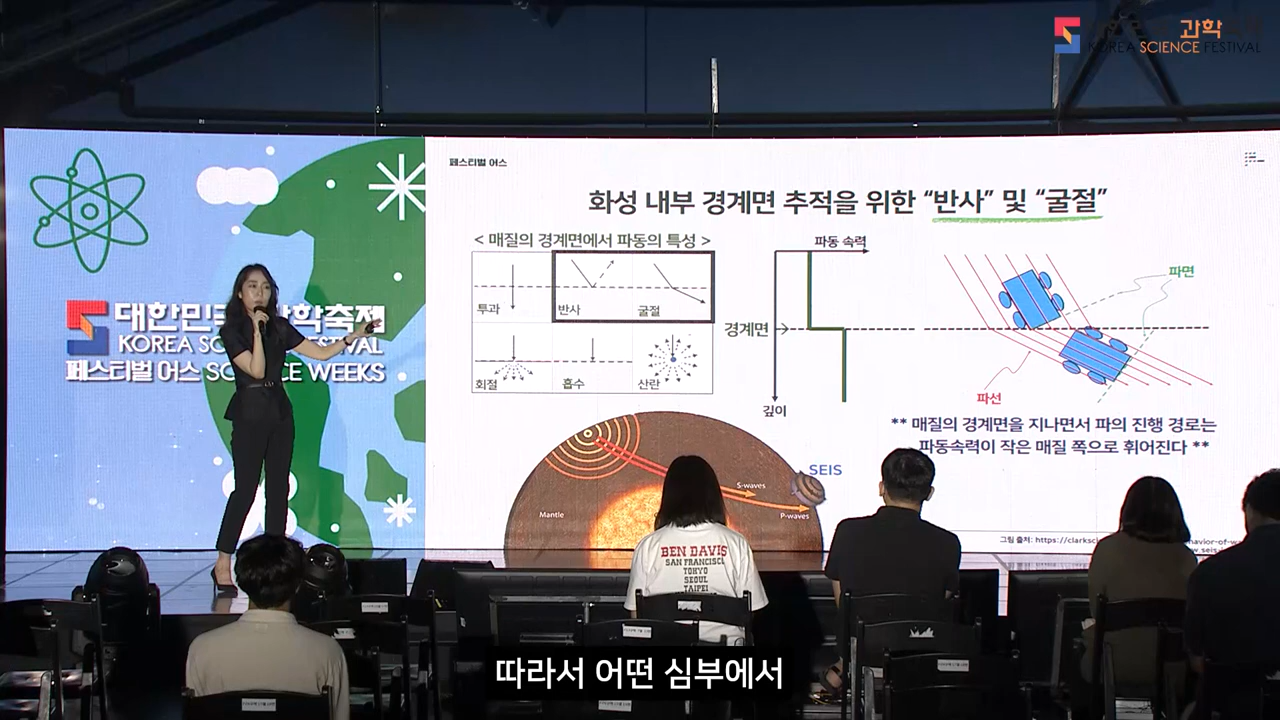 과학
KOREA SCIENCE FESTIVAL
페스티벌 어스
화성 내부 경계면 추적을 위한 “반사” 및 “굴절”
< 매질의 경계면에서 파동의 특성 >
투과
반사
굴절
회절
흡수
산란
파동 속력
경계면
깊이
파면
파선
** 매질의 경계면을 지나면서 파의 진행 경로는
파동속력이 작은 매질 쪽으로 휘어진다 **
SEIS
S-waves
P-waves
Mantle
그림 출처: https://clarksci
대한민국 과학축제
KOREA SCIENCE FESTIVAL
페스티벌 어스 SCIENCE WEEKS
BEN DAVIS
SAN FRANCISCO
TOKYO
SEOUL
TAIPEI
따라서 어떤 심부에서